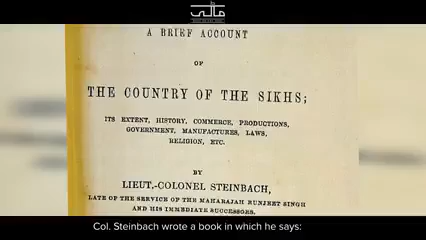 A BRIEF ACCOUNT
OF
THE COUNTRY OF THE SIKHS;
ITS EXTENT, HISTORY, COMMERCE, PRODUCTIONS,
GOVERNMENT, MANUFACTURES, LAWS,
RELIGION, ETC.
BY
LIEUT.-COLONEL STEINBACH,
LATE OF THE SERVICE OF THE MAHARAJAH RUNJEET SINGH
AND HIS IMMEDIATE SUCCESSORS.
Col. Steinbach wrote a book in which he says: